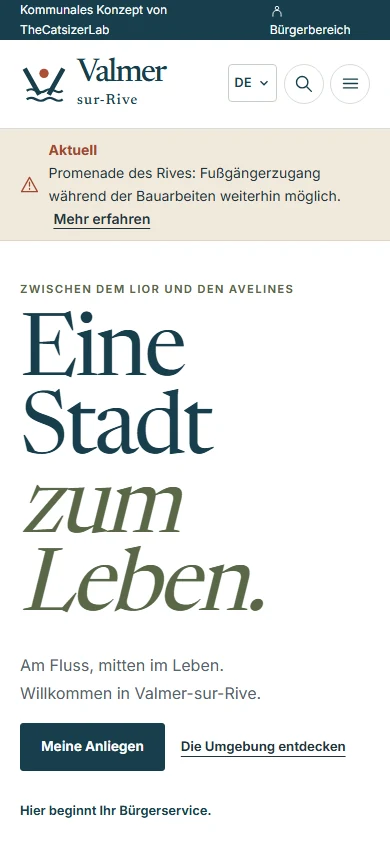 Kommunales Konzept von
TheCatsizerLab
Bürgerbereich
Valmer
sur-Rive
DE
Aktuell
Promenade des Rives: Fußgängerzugang
während der Bauarbeiten weiterhin möglich.
Mehr erfahren
ZWISCHEN DEM LIOR UND DEN AVELINES
Eine
Stadt
zum
Leben.
Am Fluss, mitten im Leben.
Willkommen in Valmer-sur-Rive.
Meine Anliegen
Die Umgebung entdecken
Hier beginnt Ihr Bürgerservice.